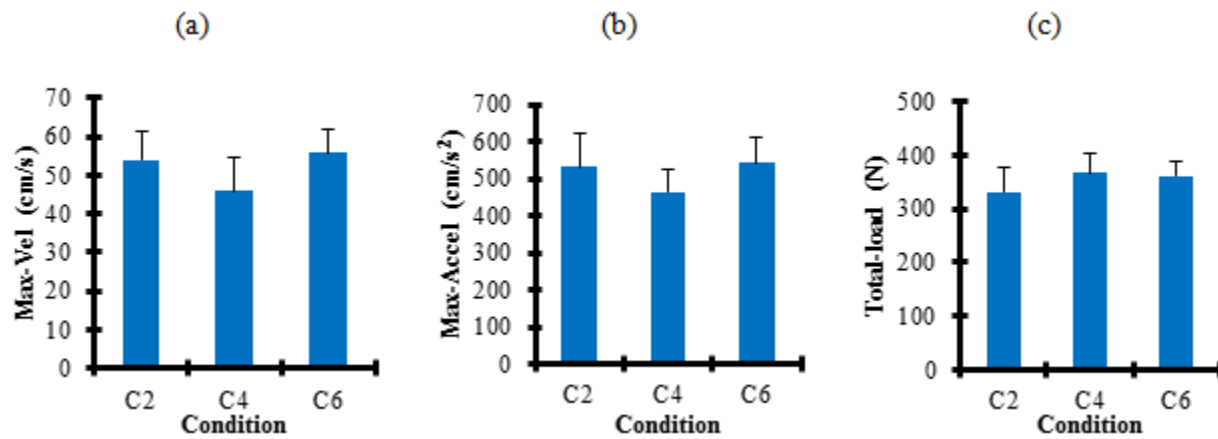 (a)
(b)
(c)
Max-Vel (cm/s)
70
60
50
40
30
20
10
0
C2 C4 C6
Condition
Max-Accel (cm/s²)
700
600
500
400
300
200
100
0
C2 C4 C6
Condition
Total-load (N)
500
400
300
200
100
0
C2 C4 C6
Condition